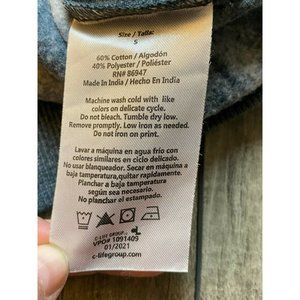 Size / Talla:
S
60% Cotton / Algodón
40% Polyester / Poliéster
RN# 86947
Made In India / Hecho En India
Machine wash cold with like
colors on delicate cycle.
Do not bleach. Tumble dry low.
Remove promptly. Low iron as needed.
Do not iron on print.
Lavar a máquina en agua frio con
colores similares en ciclo delicado.
No usar blanqueador. Secar a máquina a
baja temperatura,quitar rapidamente.
Planchar a baja temperatura
según sea necesario.
No planchar el estampado.
C-LIFE GROUP
VPO# 1091409
01/2021
c-lifegroup.com